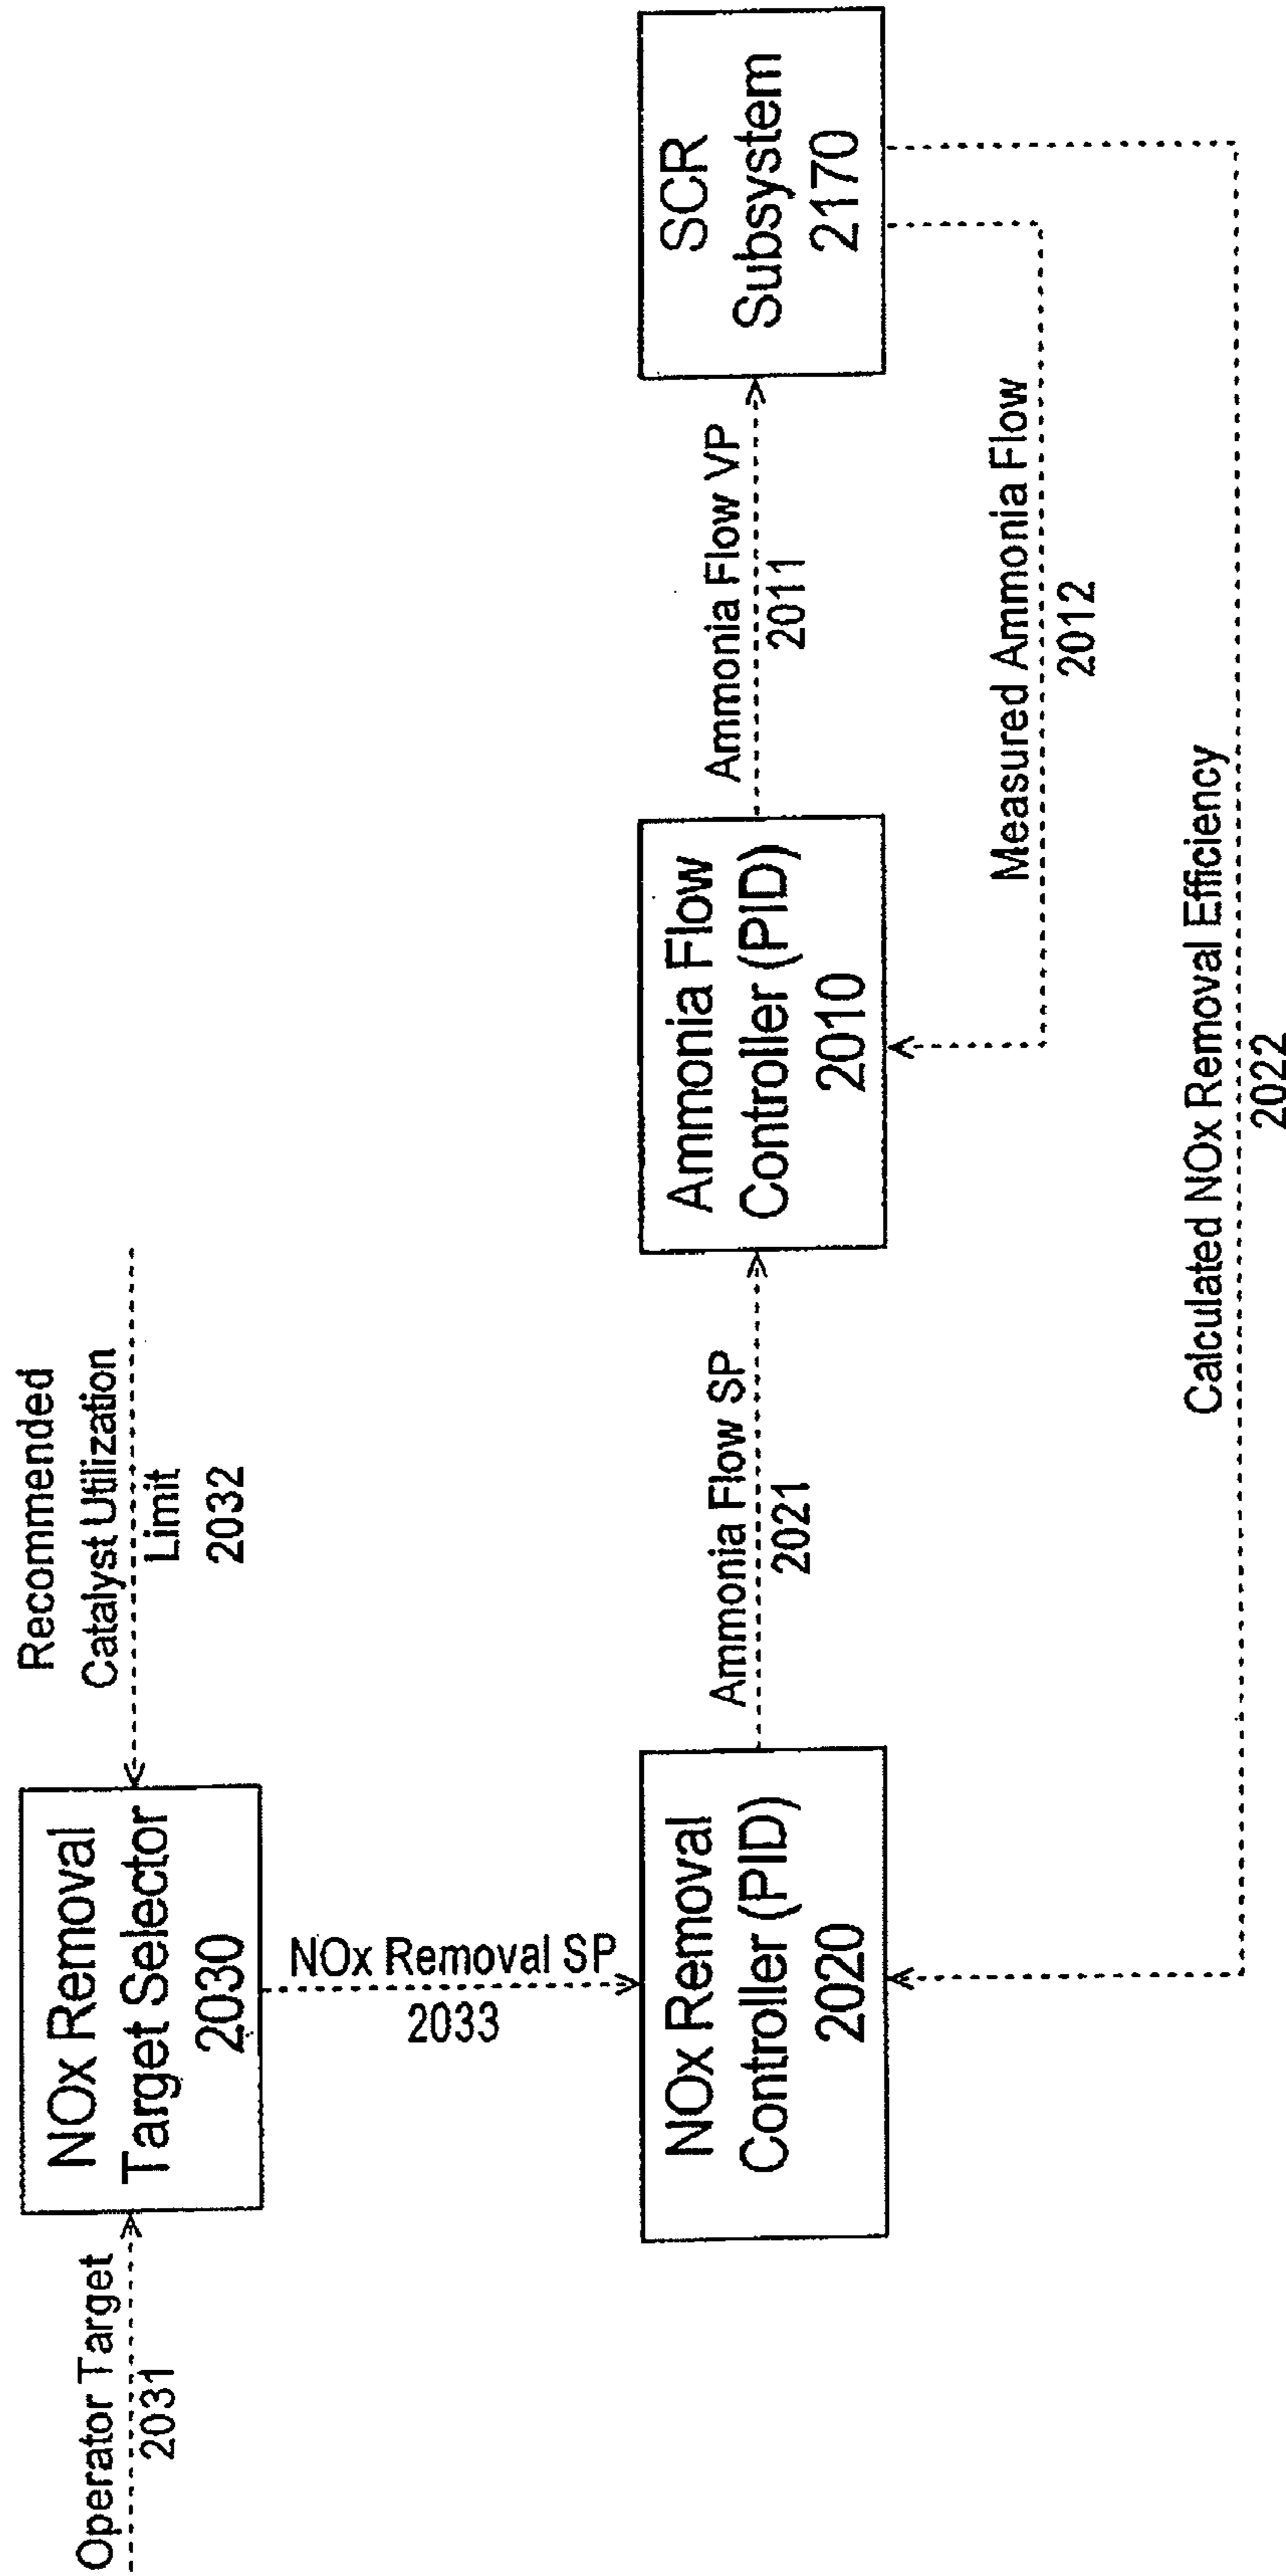 Operator Target
2031
NOx Removal
Target Selector
2030
Recommended
Catalyst Utilization
Limit
2032
NOx Removal SP
2033
NOx Removal
Controller (PID)
2020
Ammonia Flow SP
2021
Ammonia Flow
Controller (PID)
2010
Ammonia Flow VP
2011
SCR
Subsystem
2170
Measured Ammonia Flow
2012
Calculated NOx Removal Efficiency
2022